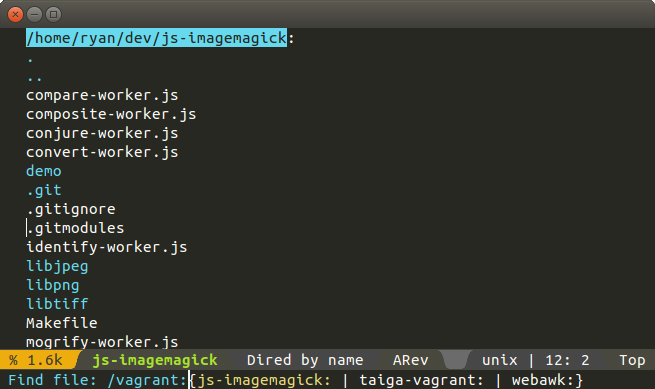 /home/ryan/dev/js-imagemagick:
.
..
compare-worker.js
composite-worker.js
conjure-worker.js
convert-worker.js
demo
.git
.gitignore
.gitmodules
identify-worker.js
libjpeg
libpng
libtiff
Makefile
mogrify-worker.js
% 1.6k js-imagemagick Dired by name ARev unix | 12: 2 Top
Find file: /vagrant:{js-imagemagick: | taiga-vagrant: | webawk:}